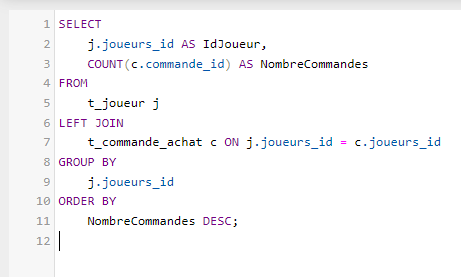 1 SELECT
2 j.joueurs_id AS IdJoueur,
3 COUNT(c.commande_id) AS NombreCommandes
4 FROM
5 t_joueur j
6 LEFT JOIN
7 t_commande_achat c ON j.joueurs_id = c.joueurs_id
8 GROUP BY
9 j.joueurs_id
10 ORDER BY
11 NombreCommandes DESC;
12